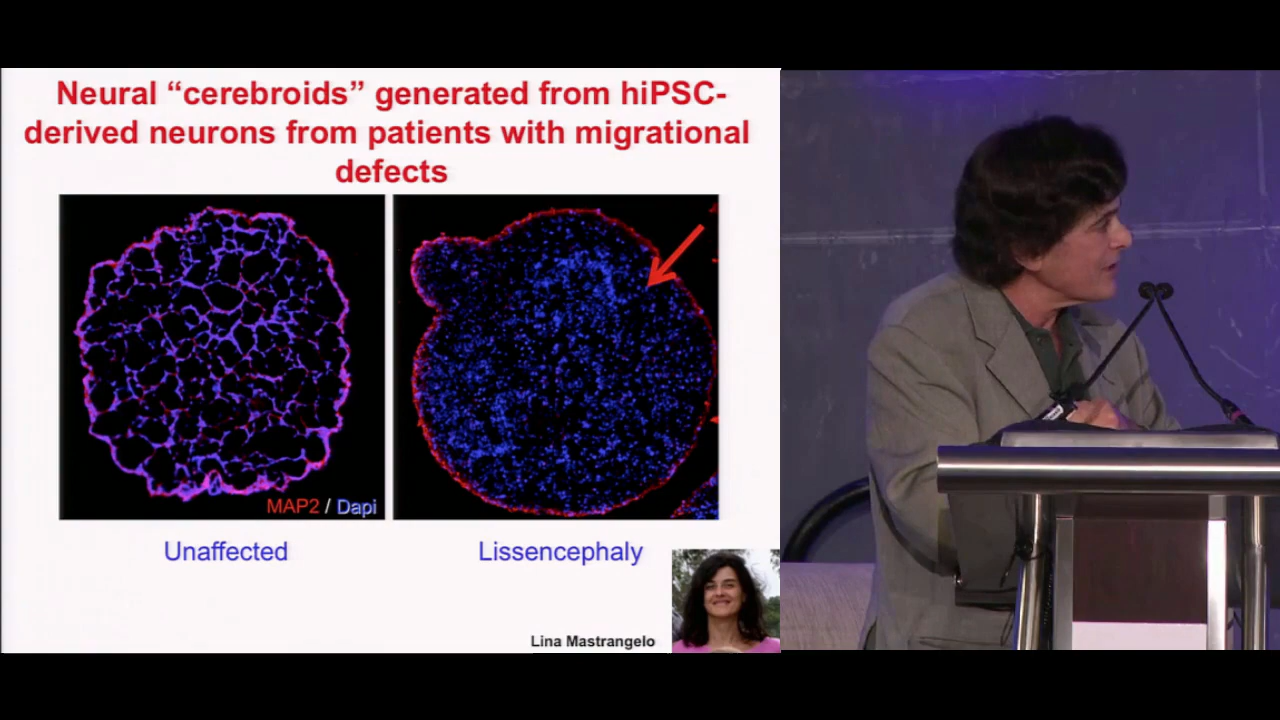 Neural “cerebroids” generated from hiPSC-
derived neurons from patients with migrational
defects
MAP2 / Dapi
Unaffected
Lissencephaly
Lina Mastrangelo